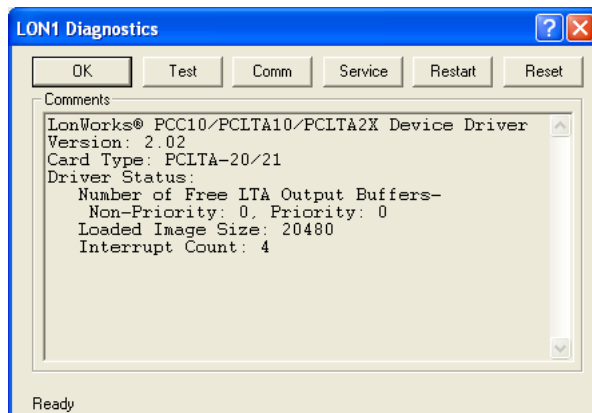 LON1 Diagnostics
OK Test Comm Service Restart Reset
Comments
LonWorks® PCC10/PCLTA10/PCLTA2X Device Driver
Version: 2.02
Card Type: PCLTA-20/21
Driver Status:
Number of Free LTA Output Buffers-
Non-Priority: 0, Priority: 0
Loaded Image Size: 20480
Interrupt Count: 4
Ready